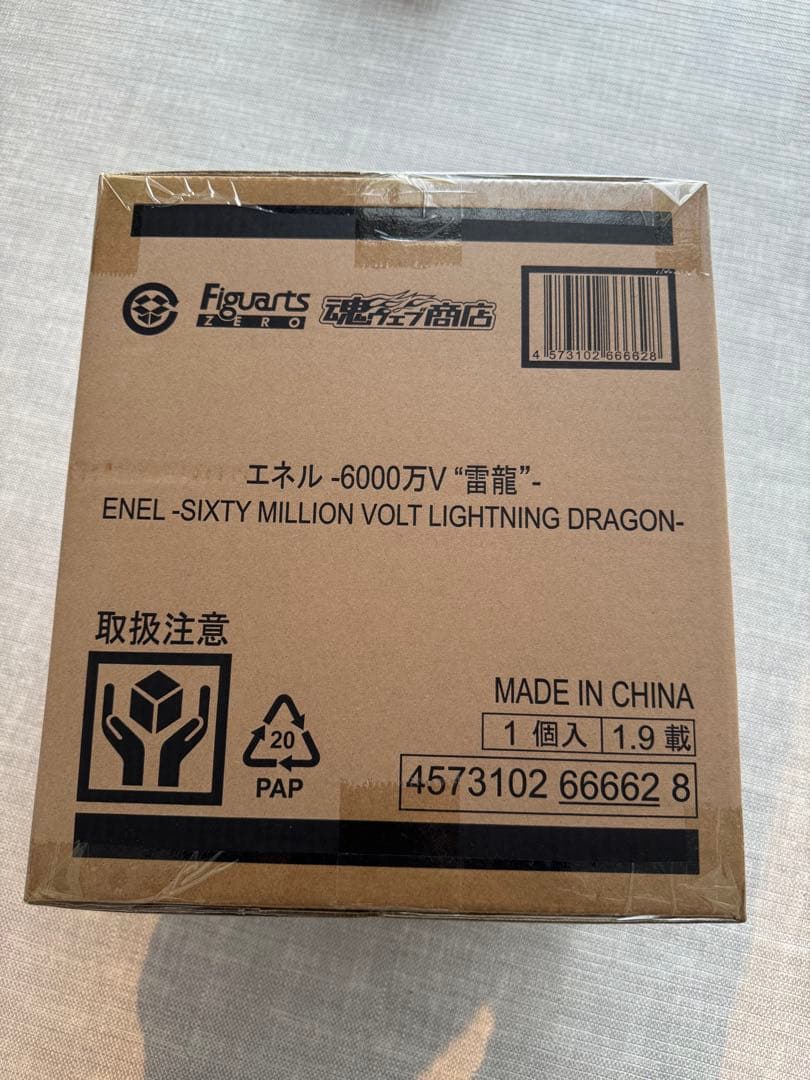 Figuarts
ZERO
魂ウェブ商店
4 573102 666628
エネル -6000万V “雷龍”-
ENEL -SIXTY MILLION VOLT LIGHTNING DRAGON-
取扱注意
20
PAP
MADE IN CHINA
1 個入 1.9 載
4573102 66662 8